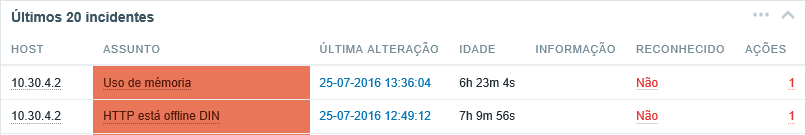 Últimos 20 incidentes
HOST ASSUNTO ÚLTIMA ALTERAÇÃO IDADE INFORMAÇÃO RECONHECIDO AÇÕES
10.30.4.2 Uso de mémoria 25-07-2016 13:36:04 6h 23m 4s Não 1
10.30.4.2 HTTP está offline DIN 25-07-2016 12:49:12 7h 9m 56s Não 1